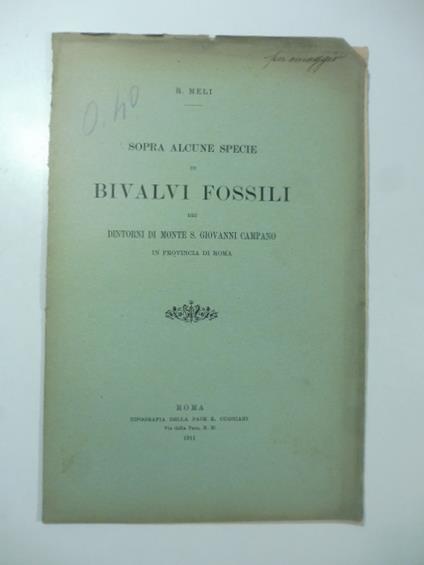 per omaggio
0.40
R. MELI
SOPRA ALCUNE SPECIE
DI
BIVALVI FOSSILI
DEI
DINTORNI DI MONTE S. GIOVANNI CAMPANO
IN PROVINCIA DI ROMA
ROMA
TIPOGRAFIA DELLA PACE E. CUGGIANI
Via della Pace, N.
1911